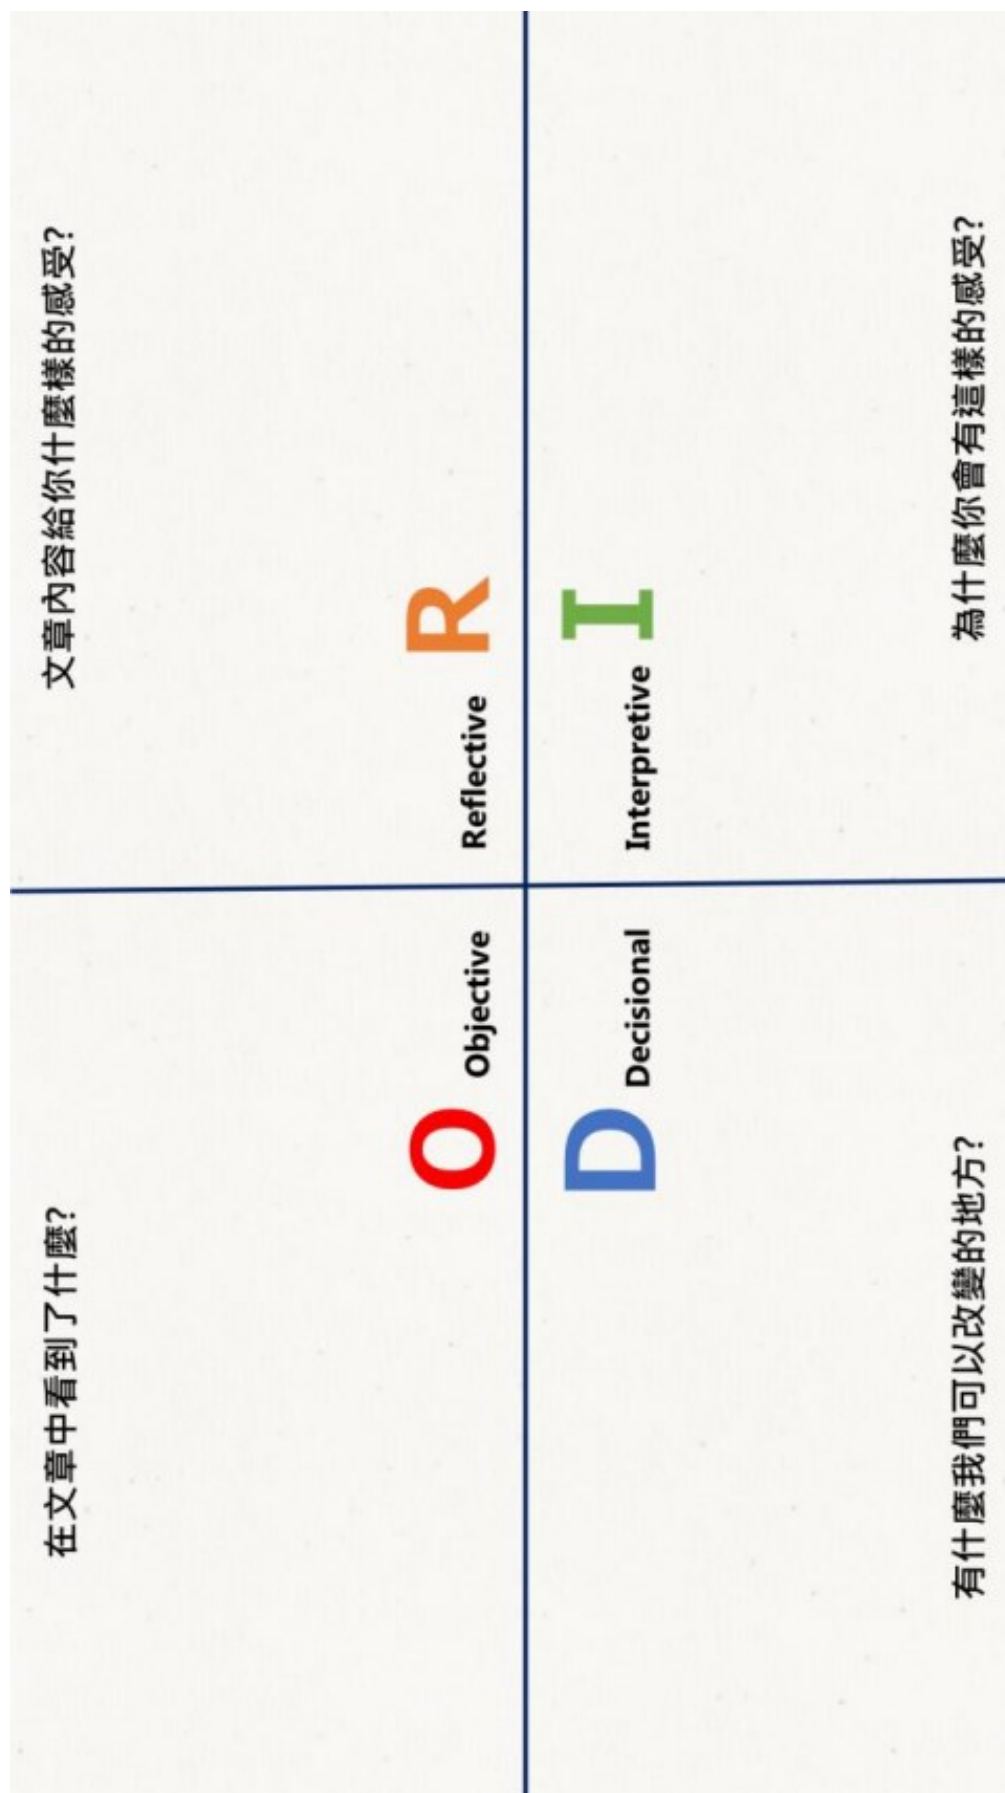 在文章中看到了什麼?
文章內容給你什麼樣的感受?
O Objective
Reflective R
D Decisional
Interpretive I
有什麼我們可以改變的地方?
為什麼你會有這樣的感受?